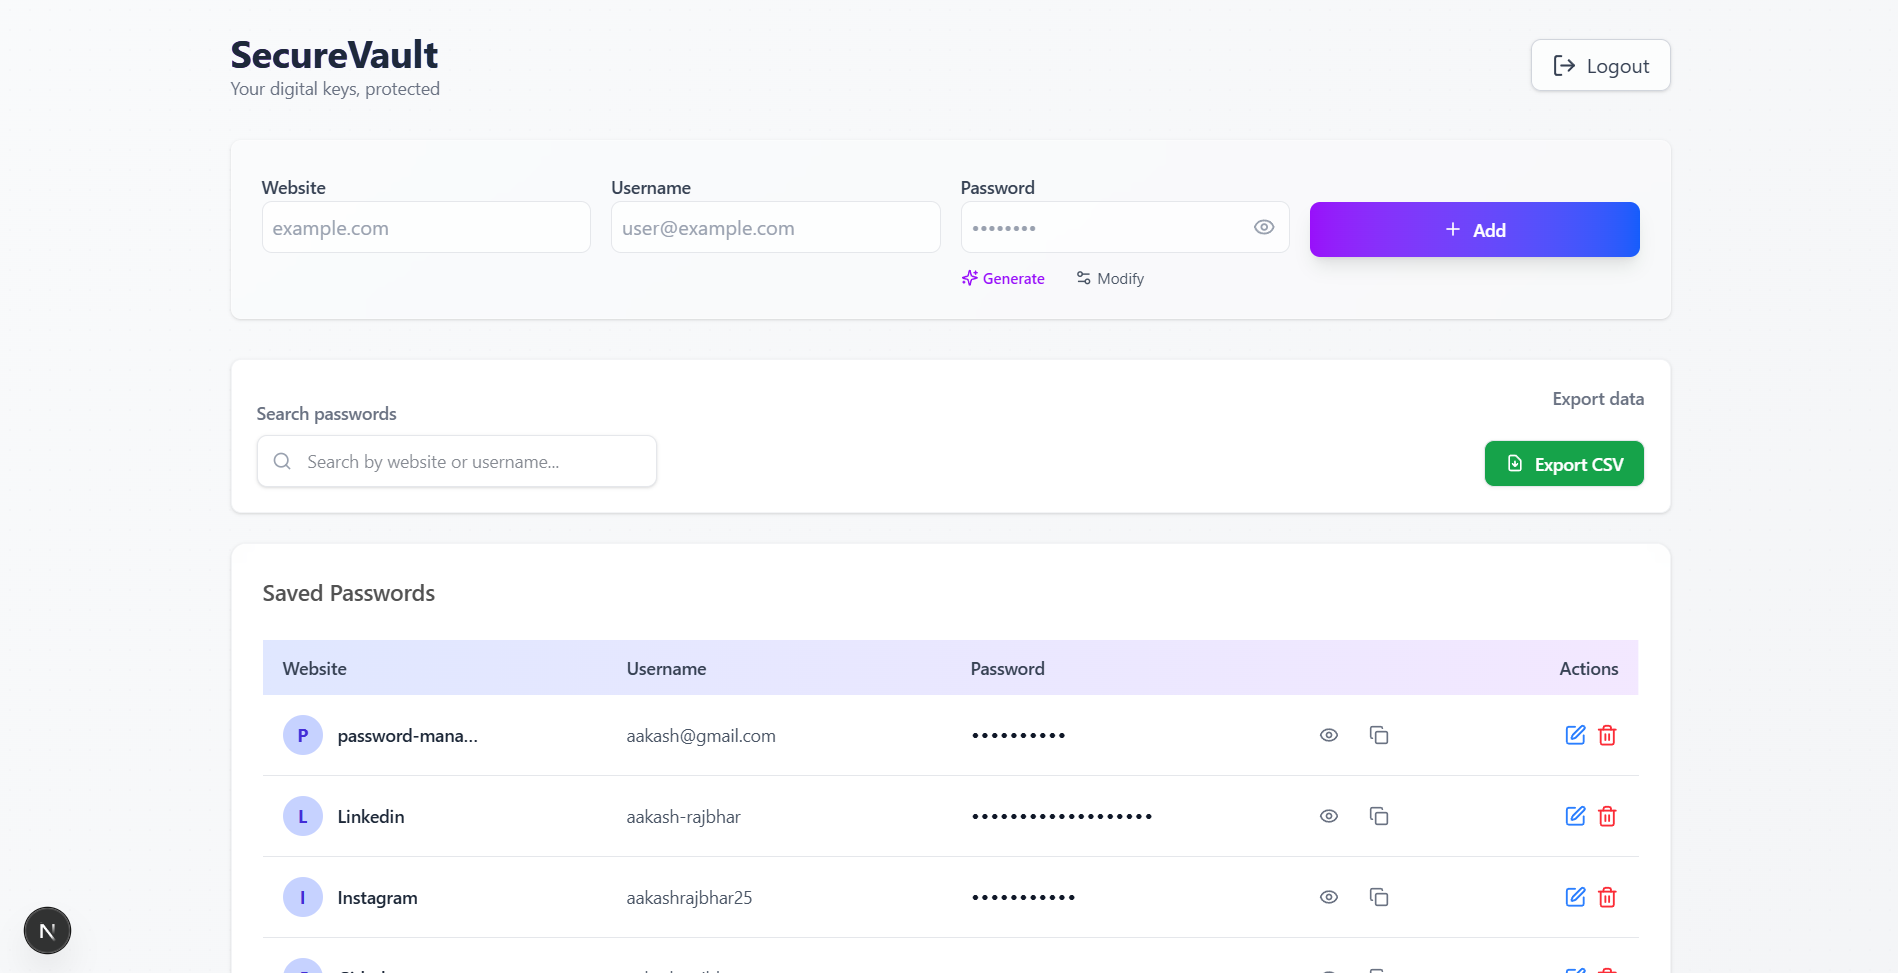 SecureVault
Your digital keys, protected
Logout
Website
Username
Password
example.com
user@example.com
••••••••
+ Add
Generate
Modify
Export data
Search passwords
Search by website or username...
Export CSV
Saved Passwords
Website
Username
Password
Actions
P
password-mana...
aakash@gmail.com
••••••••••
L
Linkedin
aakash-rajbhar
•••••••••••••••••••
I
Instagram
aakashrajbhar25
•••••••••••
N